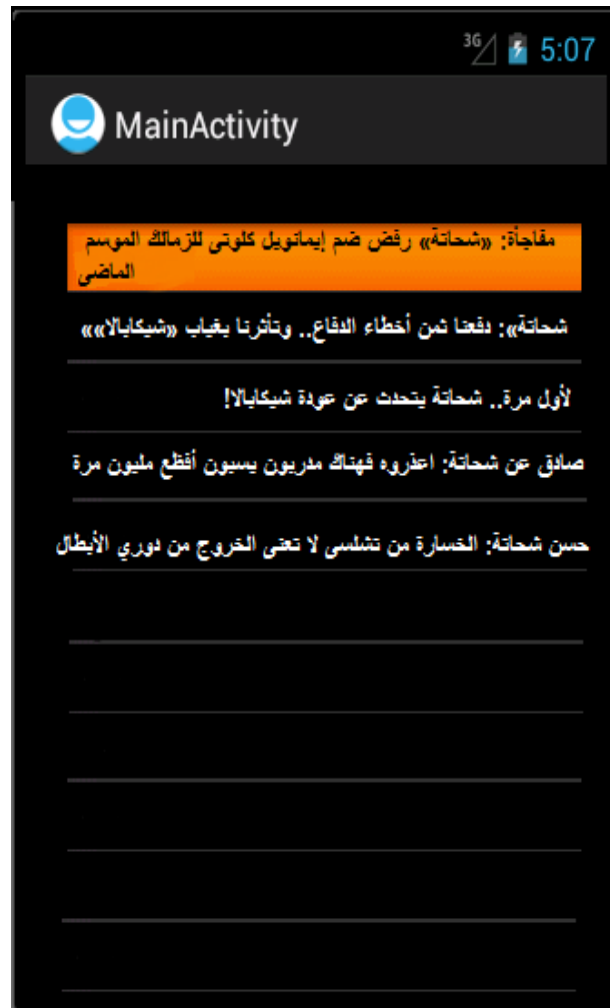 3G 5:07
MainActivity
مفاجأة: «شحاتة» رفض ضم إيمانويل كلوتى للزمالك الموسم
الماضى
شحاتة»: دفعنا ثمن أخطاء الدفاع.. وتأثرنا بغياب «شيكابالا»»
لأول مرة.. شحاتة يتحدث عن عودة شيكابالا!
صادق عن شحاتة: اعذروه فهناك مدربون يسبون أفظع مليون مرة
حسن شحاتة: الخسارة من تشلسى لا تعنى الخروج من دوري الأبطال